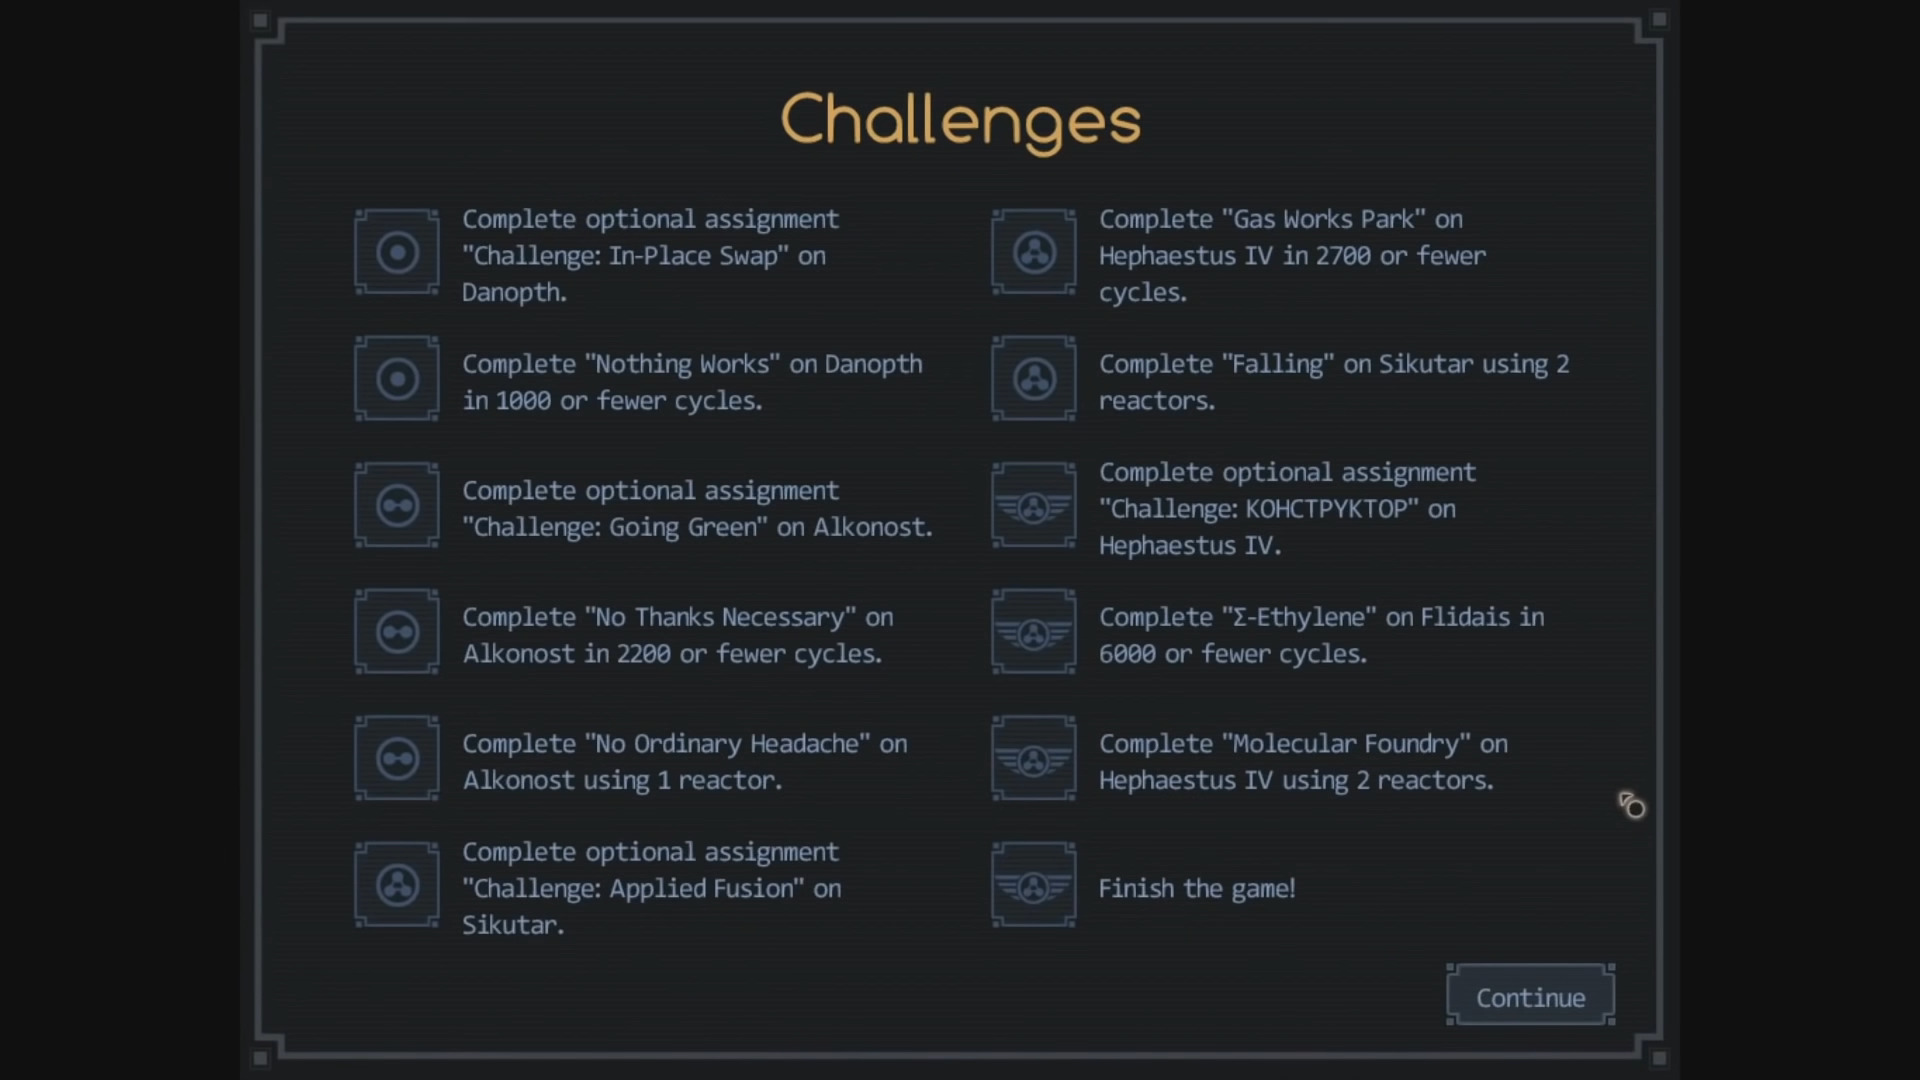 Challenges
Complete optional assignment
"Challenge: In-Place Swap" on
Danopth.
Complete "Nothing Works" on Danopth
in 1000 or fewer cycles.
Complete optional assignment
"Challenge: Going Green" on Alkonost.
Complete "No Thanks Necessary" on
Alkonost in 2200 or fewer cycles.
Complete "No Ordinary Headache" on
Alkonost using 1 reactor.
Complete optional assignment
"Challenge: Applied Fusion" on
Sikutar.
Complete "Gas Works Park" on
Hephaestus IV in 2700 or fewer
cycles.
Complete "Falling" on Sikutar using 2
reactors.
Complete optional assignment
"Challenge: КОНСТРУКТОР" on
Hephaestus IV.
Complete "Σ-Ethylene" on Flidais in
6000 or fewer cycles.
Complete "Molecular Foundry" on
Hephaestus IV using 2 reactors.
Finish the game!
Continue